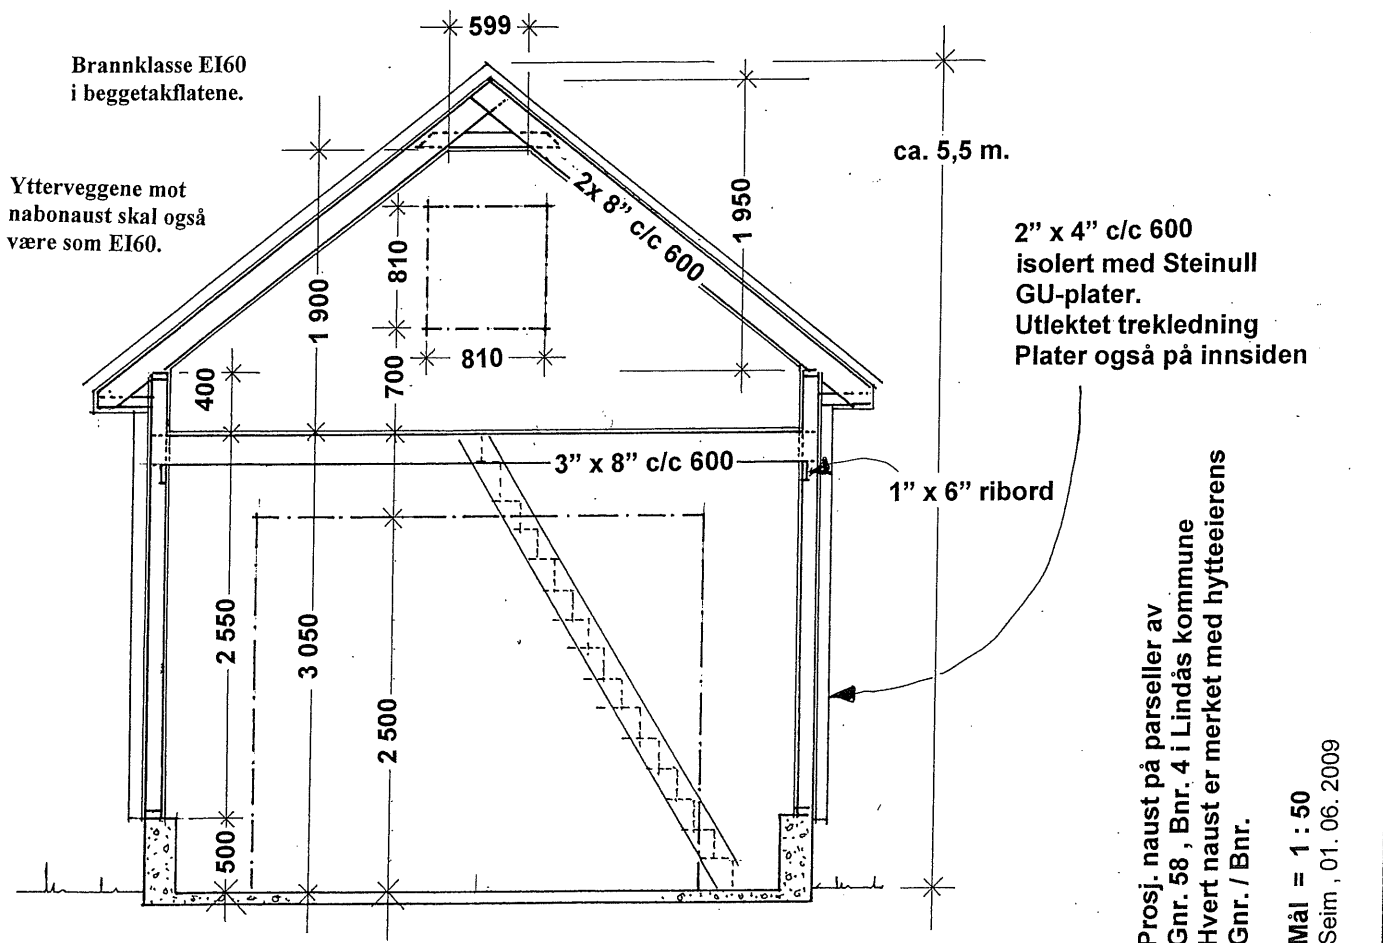 599
Brannklasse EI60
i beggetakflatene.
ca. 5,5 m.
Ytterveggene mot
nabonaust skal også
være som EI60.
2x 8” c/c 600
1 950
810
1 900
810
700
400
2” x 4” c/c 600
isolert med Steinull
GU-plater.
Utlektet trekledning
Plater også på innsiden
3” x 8” c/c 600
1” x 6” ribord
2 550
3 050
2 500
500
Prosj. naust på parseller av
Gnr. 58 , Bnr. 4 i Lindås kommune
Hvert naust er merket med hytteeierens
Gnr. / Bnr.
Mål = 1 : 50
Seim , 01. 06. 2009